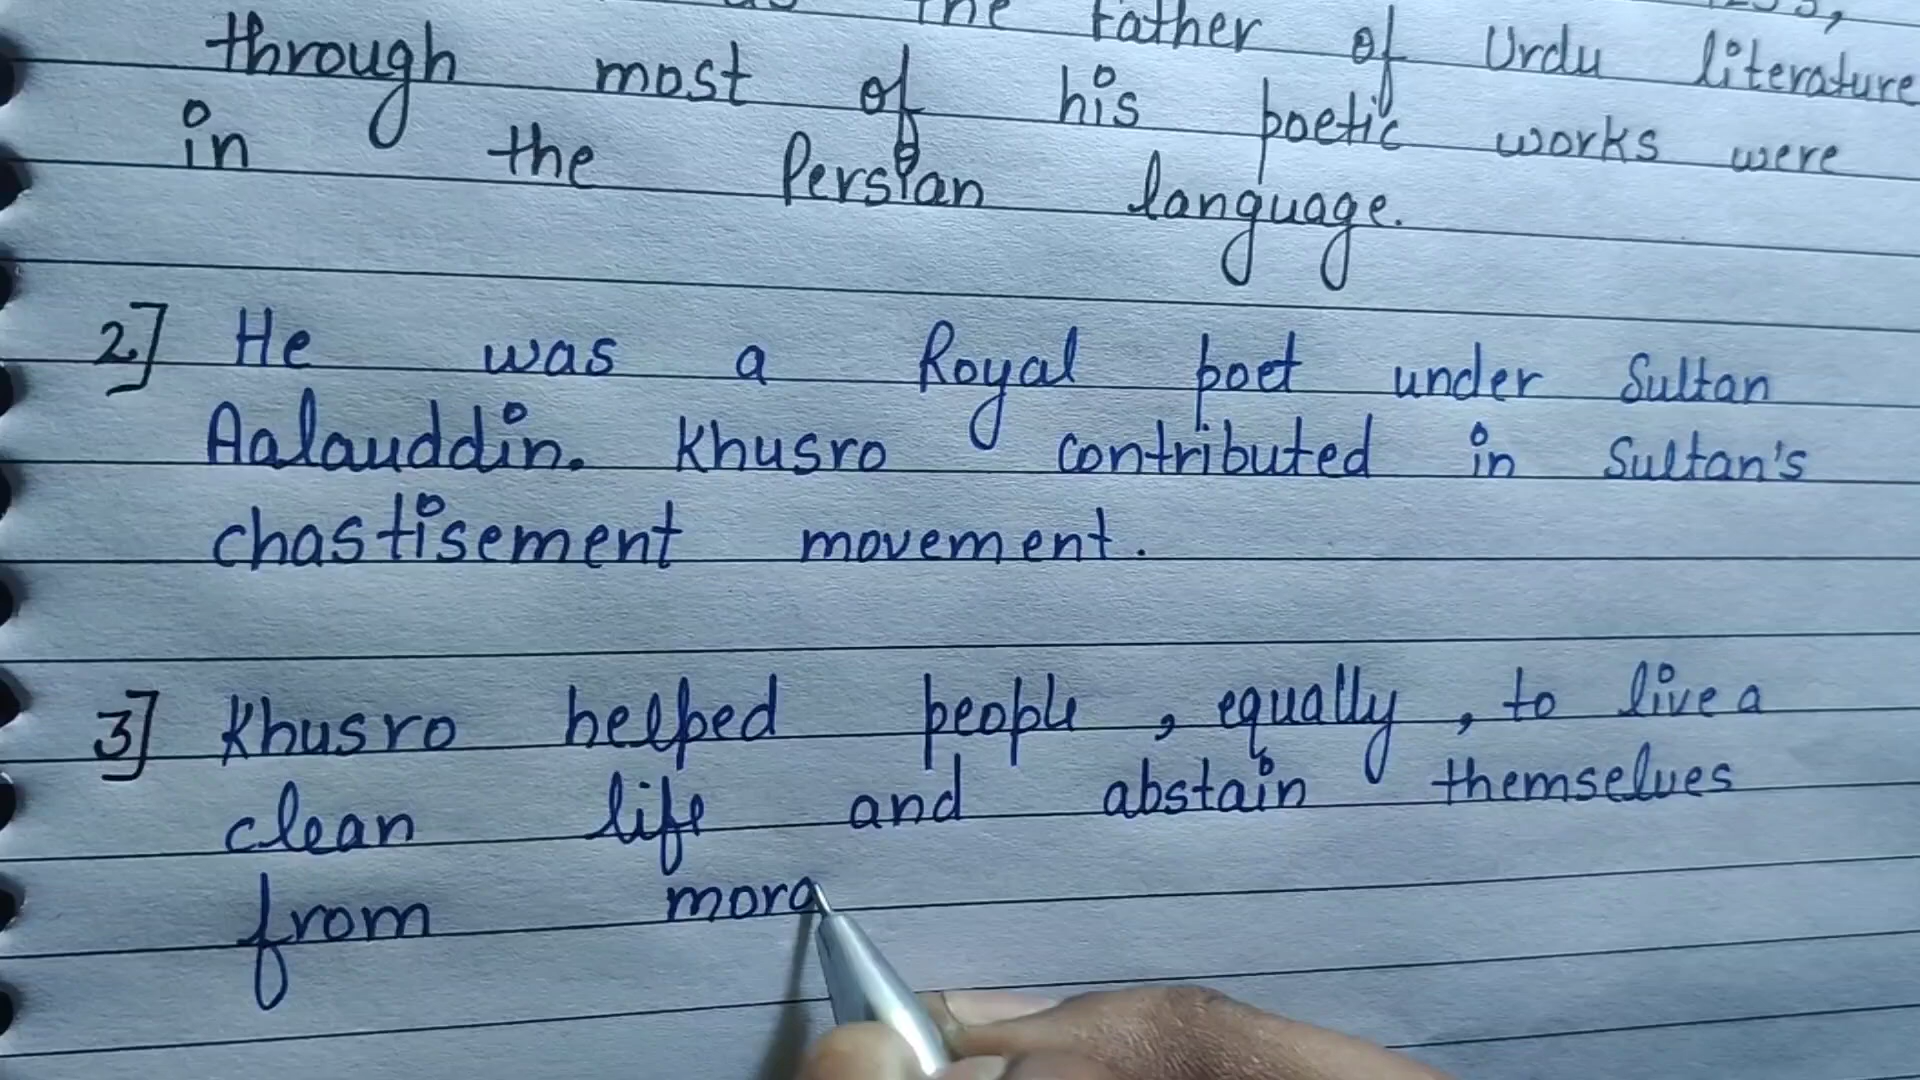 the Father of Urdu literature
through most of his poetic works were
in the Persian language.
2] He was a Royal poet under Sultan
Aalauddin. Khusro contributed in Sultan's
chastisement movement.
3] Khusro helped people, equally, to live a
clean life and abstain themselves
from mora